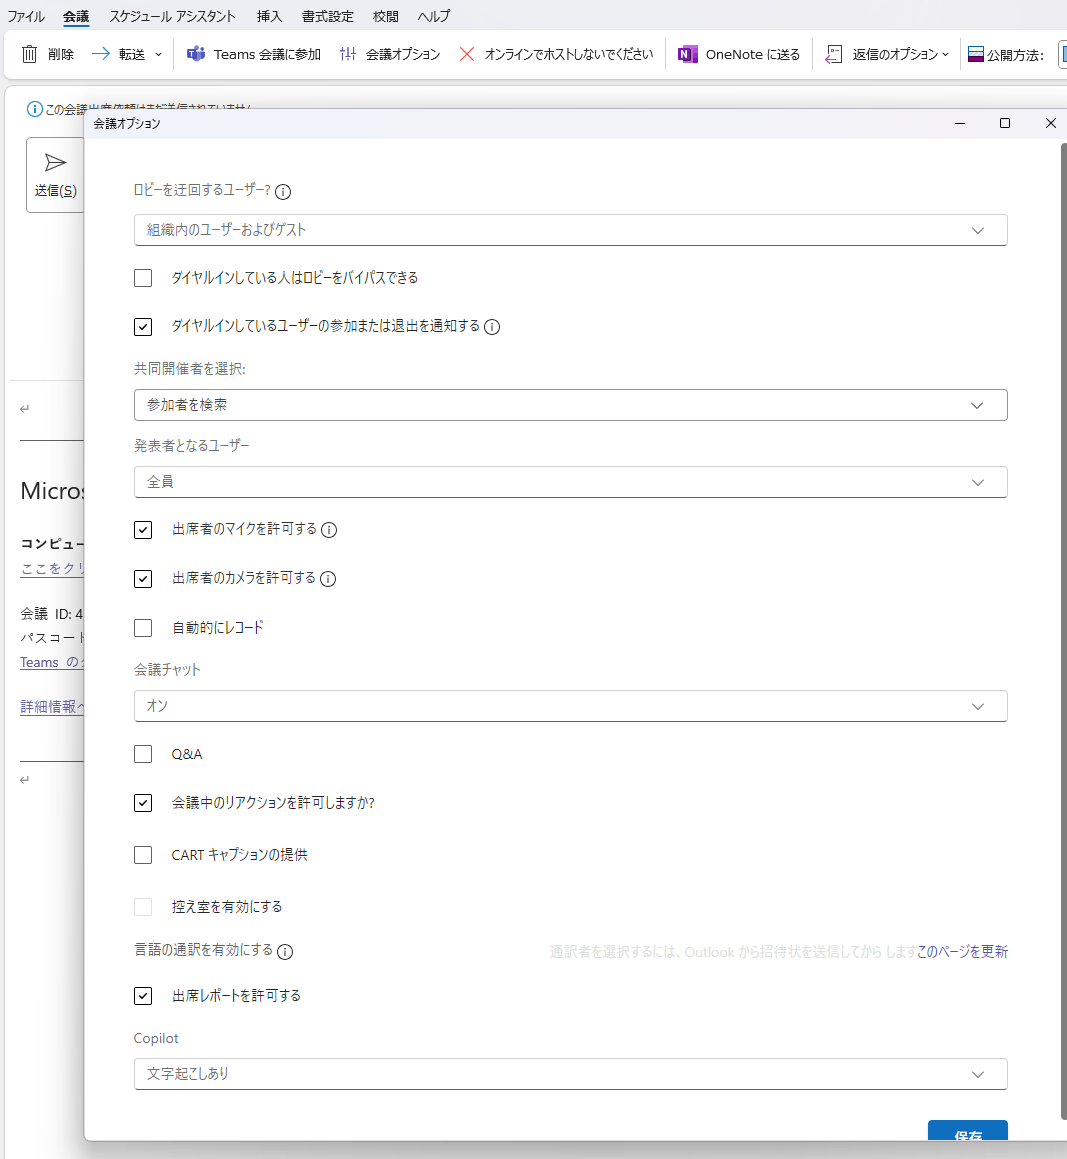 ファイル 会議 スケジュール アシスタント 挿入 書式設定 校閲 ヘルプ
削除 転送 Teams 会議に参加 会議オプション オンラインでホストしないでください OneNote に送る 返信のオプション 公開方法:
この会議出席依頼はまだ送信されていません
会議オプション
送信(S)
ロビーを迂回するユーザー?
組織内のユーザーおよびゲスト
ダイヤルインしている人はロビーをバイパスできる
ダイヤルインしているユーザーの参加または退出を通知する
共同開催者を選択:
参加者を検索
発表者となるユーザー
全員
Micros
出席者のマイクを許可する
コンピュー
ここをクリ
出席者のカメラを許可する
会議 ID: 4
自動的にレコード
パスコード
Teams の
会議チャット
詳細情報へ
オン
Q&A
会議中のリアクションを許可しますか?
CART キャプションの提供
控え室を有効にする
言語の通訳を有効にする 通訳者を選択するには、Outlook から招待状を送信してから しますこのページを更新
出席レポートを許可する
Copilot
文字起こしあり
保存